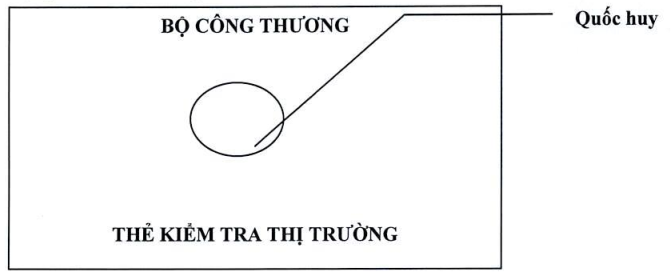 BỘ CÔNG THƯƠNG
Quốc huy
THẺ KIỂM TRA THỊ TRƯỜNG